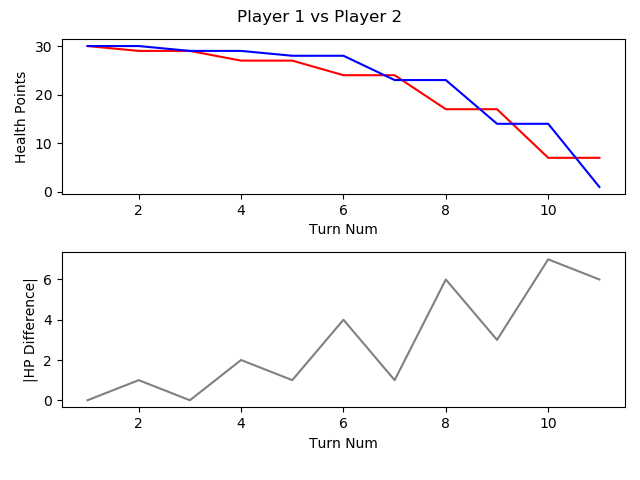 Player 1 vs Player 2
30
20
10
0
Health Points
2 4 6 8 10
Turn Num
6
4
2
0
|HP Difference|
2 4 6 8 10
Turn Num